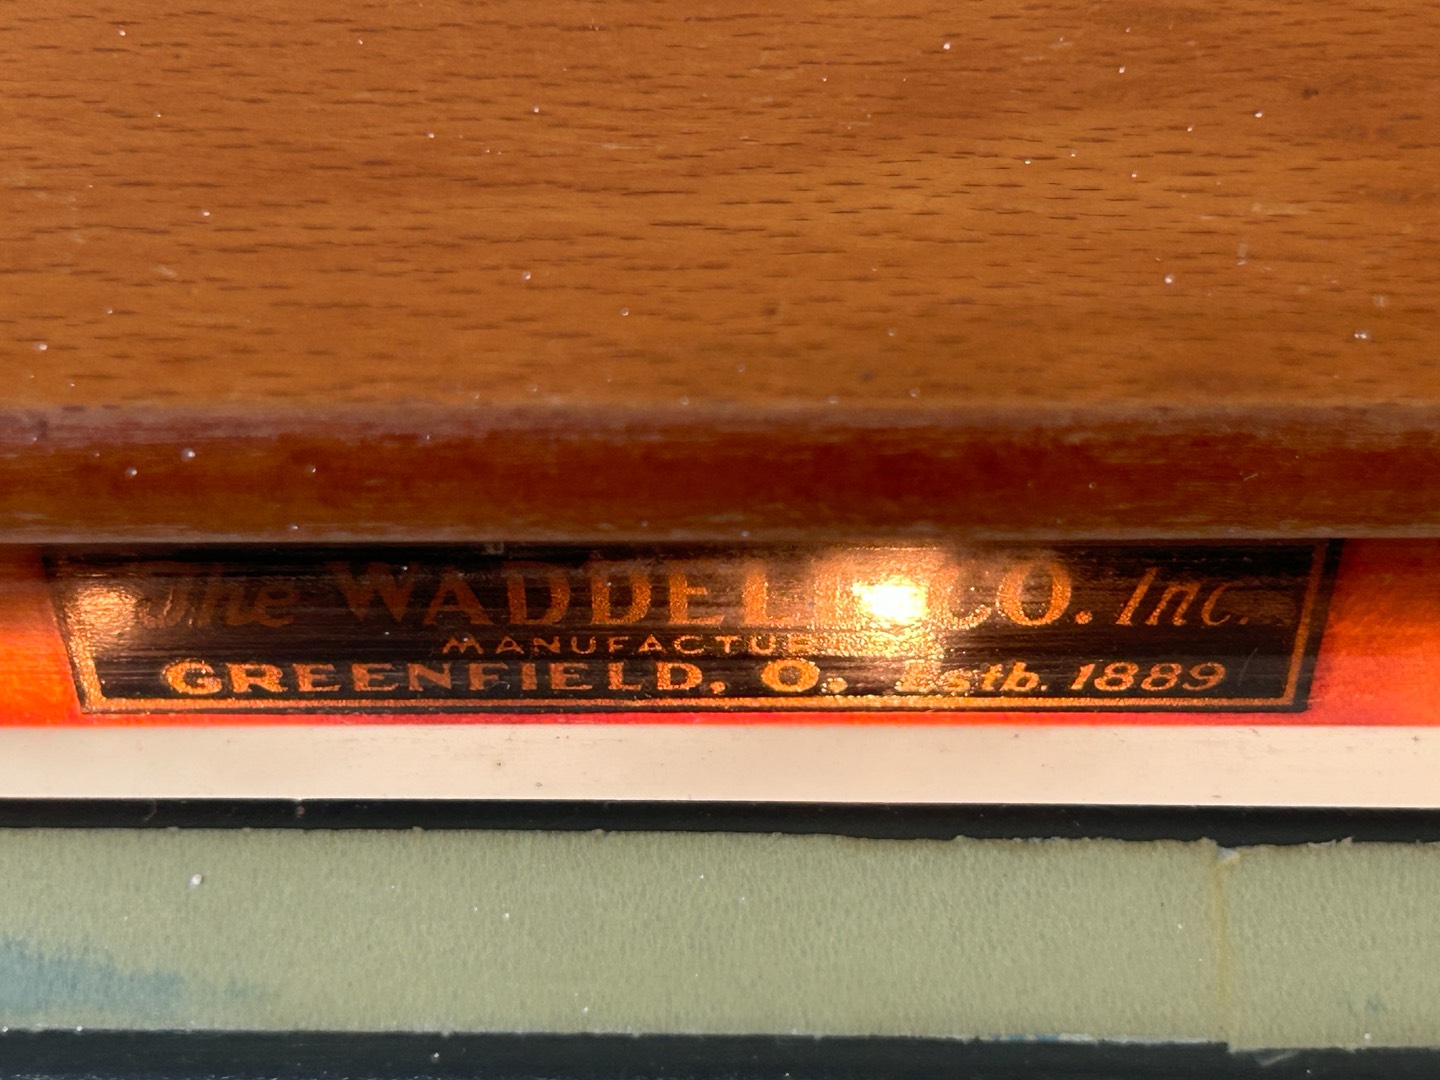 The WADDELL CO. Inc.
GREENFIELD, O. Estb. 1889